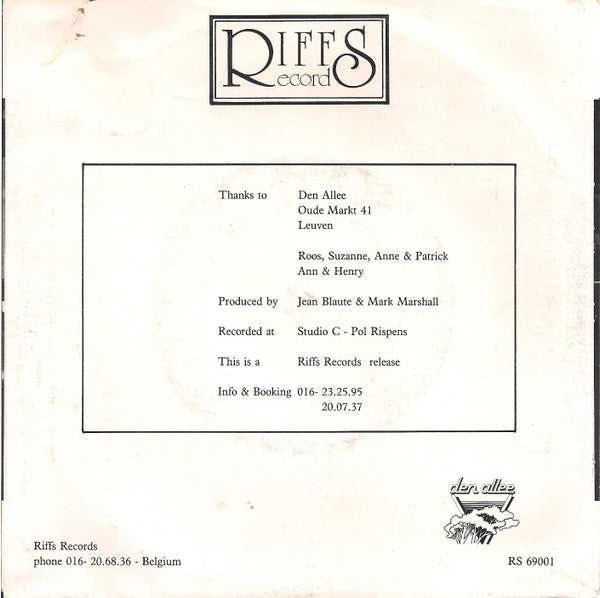 RIFFS
Records
Thanks to Den Allee
Oude Markt 41
Leuven
Roos, Suzanne, Anne & Patrick
Ann & Henry
Produced by Jean Blaute & Mark Marshall
Recorded at Studio C - Pol Rispens
This is a Riffs Records release
Info & Booking 016- 23.25.95
20.07.37
den allee
Riffs Records
phone 016- 20.68.36 - Belgium
RS 69001